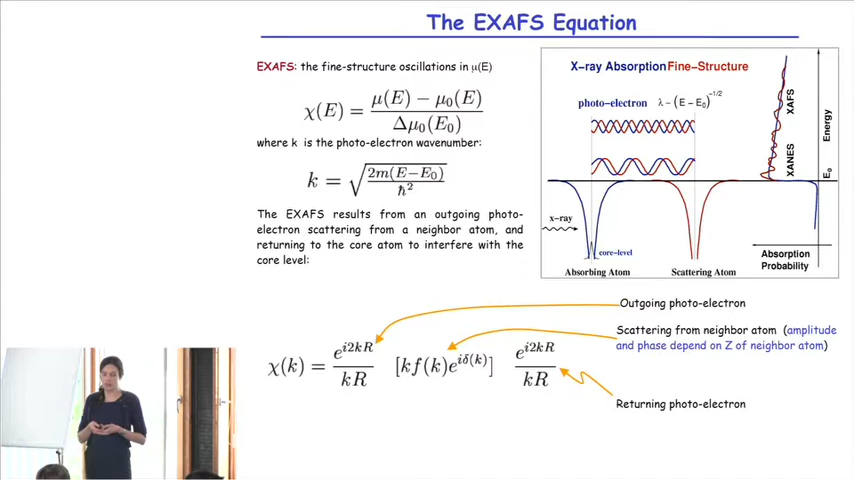 The EXAFS Equation
EXAFS: the fine-structure oscillations in μ(E)
χ(E) = μ(E) − μ₀(E) / Δμ₀(E₀)
where k is the photo-electron wavenumber:
k = √(2m(E−E₀) / ħ²)
The EXAFS results from an outgoing photo-
electron scattering from a neighbor atom, and
returning to the core atom to interfere with the
core level:
X-ray Absorption Fine-Structure
photo-electron λ ~ (E − E₀)^−1/2
XAFS
XANES
Energy
E₀
x-ray
core-level
Absorbing Atom
Scattering Atom
Absorption
Probability
Outgoing photo-electron
Scattering from neighbor atom (amplitude
and phase depend on Z of neighbor atom)
χ(k) = e^{i2kR} / kR [kf(k)e^{iδ(k)}] e^{i2kR} / kR
Returning photo-electron